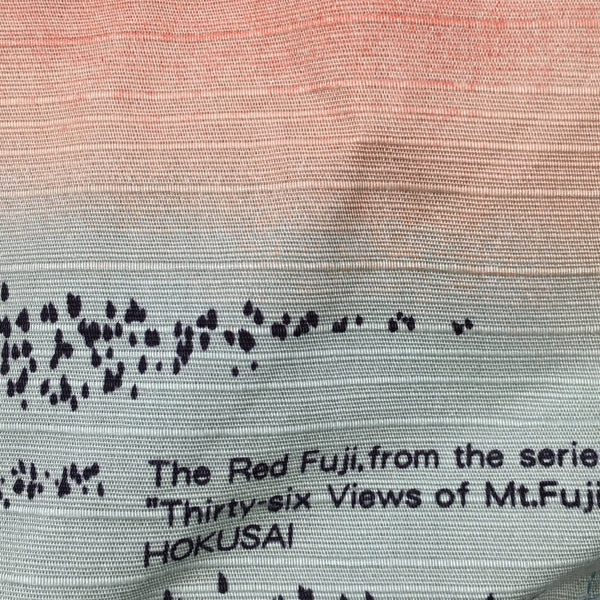 The Red Fuji,from the serie
"Thirty-six Views of Mt.Fuji
HOKUSAI